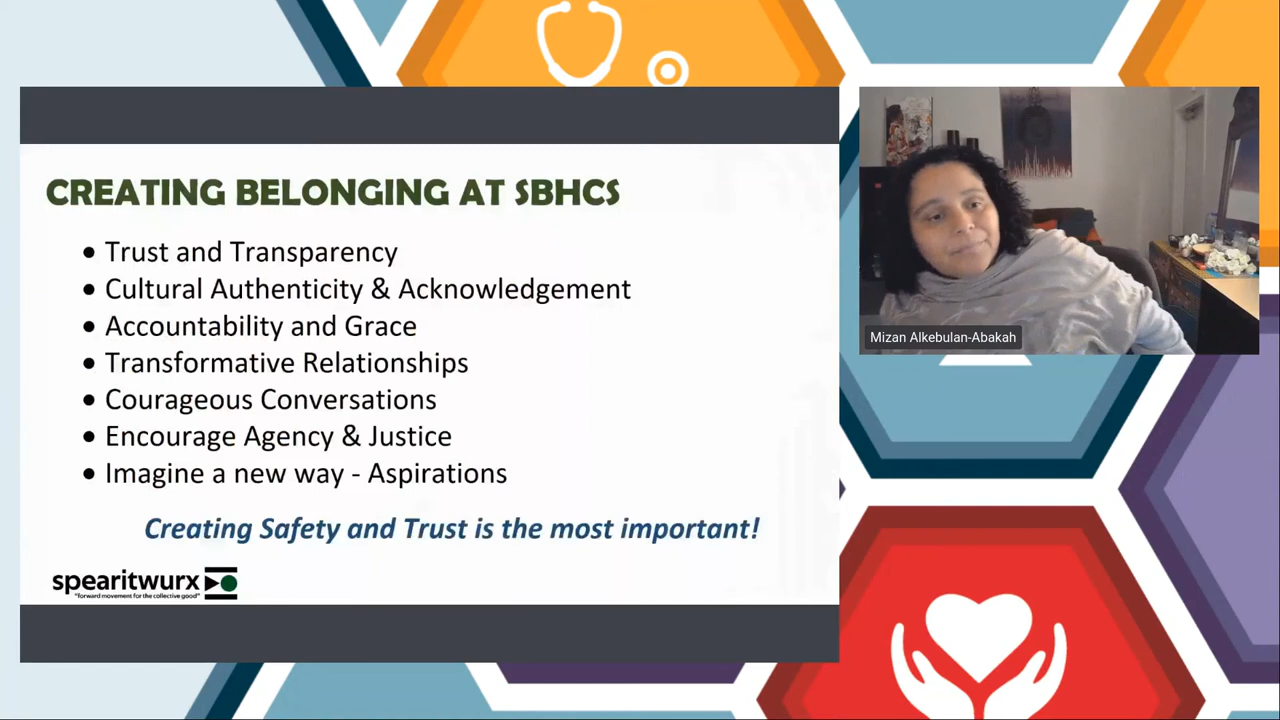 CREATING BELONGING AT SBHCS
• Trust and Transparency
• Cultural Authenticity & Acknowledgement
• Accountability and Grace
• Transformative Relationships
• Courageous Conversations
• Encourage Agency & Justice
• Imagine a new way - Aspirations
Creating Safety and Trust is the most important!
spearitwurx
"forward movement for the collective good"
Mizan Alkebulan-Abakah